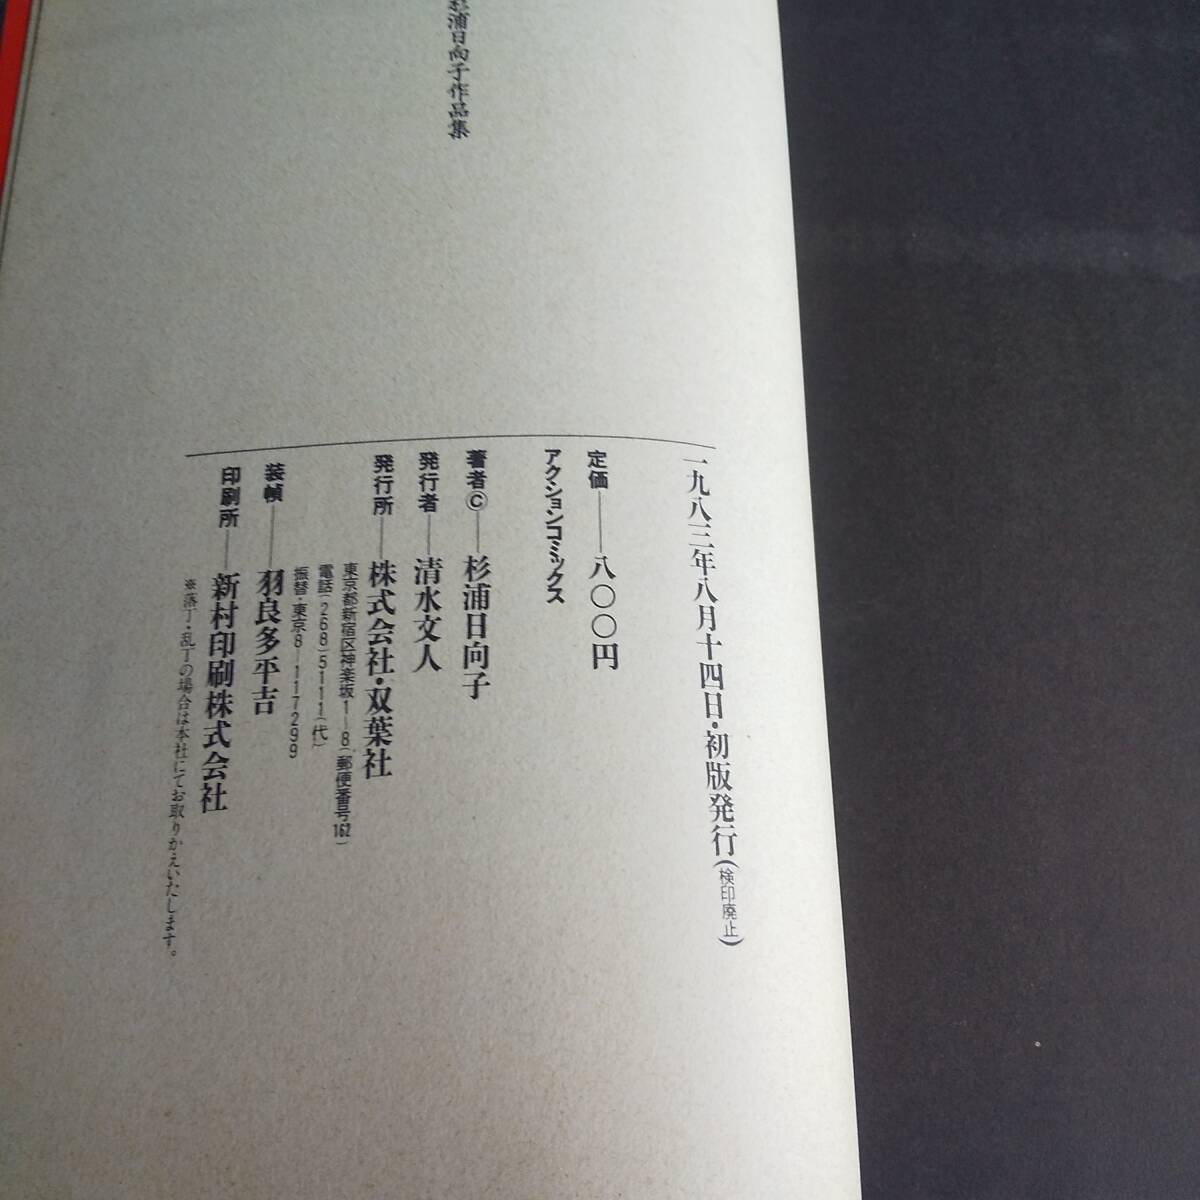 杉浦日向子作品集
一九八三年八月十四日・初版発行(検印廃止)
定価——八〇〇円
アクションコミックス
著者©——杉浦日向子
発行者——清水文人
発行所——株式会社・双葉社
東京都新宿区神楽坂1—8(郵便番号162)
電話(268)5111(代)
振替・東京8—117299
装幀——羽良多平吉
印刷所——新村印刷株式会社
※落丁・乱丁の場合は本社にてお取りかえいたします。